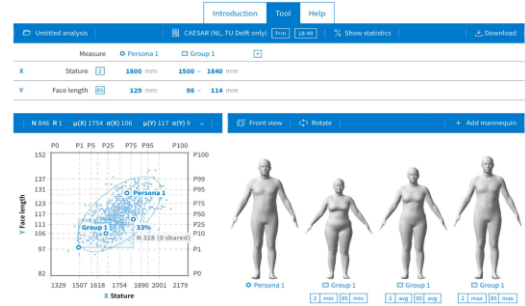 Introduction Tool Help
Untitled analysis CAESAR (NL, TU Delft only) f+m 18-49 % Show statistics Download
Measure Persona 1 Group 1 +
X Stature 2 1800 mm 1500 – 1840 mm
Y Face length 85 129 mm 98 – 114 mm
N 846 R 1 μ(X) 1754 σ(X) 106 μ(Y) 117 σ(Y) 9
Front view Rotate + Add mannequin
P0 P1 P5 P25 P75 P95 P100
152 P100
137 P99
131 P95
123 Persona 1 P75
117 P50
111 Group 1 33% P25
106 P10
N 328 (0 shared)
97 P1
82 P0
Y Face length
1329 1507 1618 1754 1890 2001 2179
X Stature
Persona 1 Group 1 Group 1 Group 1
2 min 85 min 2 avg 85 avg 2 max 85 max